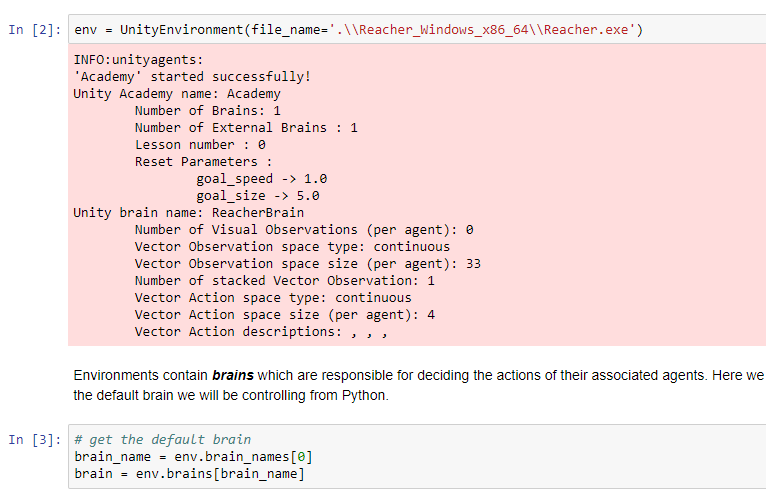 In [2]: env = UnityEnvironment(file_name='.\\Reacher_Windows_x86_64\\Reacher.exe')
INFO:unityagents:
'Academy' started successfully!
Unity Academy name: Academy
        Number of Brains: 1
        Number of External Brains : 1
        Lesson number : 0
        Reset Parameters :
                goal_speed -> 1.0
                goal_size -> 5.0
Unity brain name: ReacherBrain
        Number of Visual Observations (per agent): 0
        Vector Observation space type: continuous
        Vector Observation space size (per agent): 33
        Number of stacked Vector Observation: 1
        Vector Action space type: continuous
        Vector Action space size (per agent): 4
        Vector Action descriptions: , , ,
Environments contain brains which are responsible for deciding the actions of their associated agents. Here we
the default brain we will be controlling from Python.
In [3]: # get the default brain
brain_name = env.brain_names[0]
brain = env.brains[brain_name]